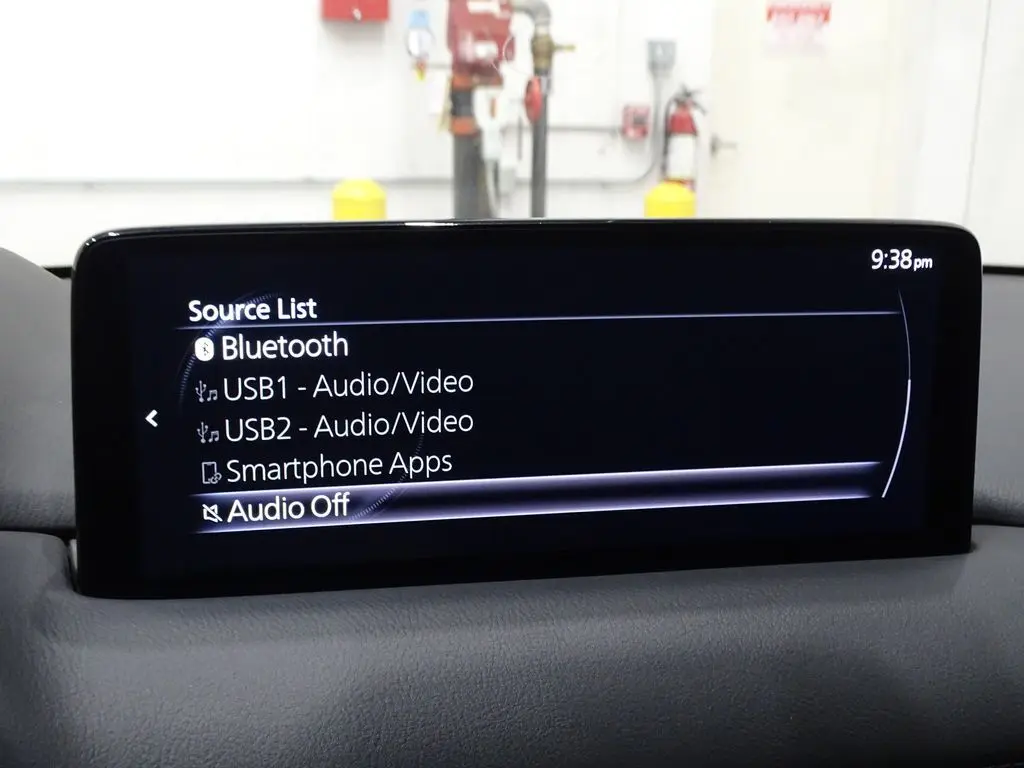 9:38pm
Source List
Bluetooth
USB1 - Audio/Video
USB2 - Audio/Video
Smartphone Apps
Audio Off